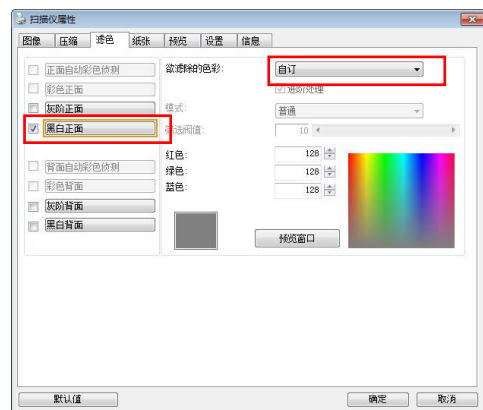 扫描仪属性
图像 压缩 滤色 纸张 预览 设置 信息
正面自动彩色侦测
彩色正面
灰阶正面
黑白正面
背面自动彩色侦测
彩色背面
灰阶背面
黑白背面
欲滤除的色彩: 自订
进阶处理
模式: 普通
筛选阀值: 10
红色: 128
绿色: 128
蓝色: 128
预览窗口
默认值 确定 取消